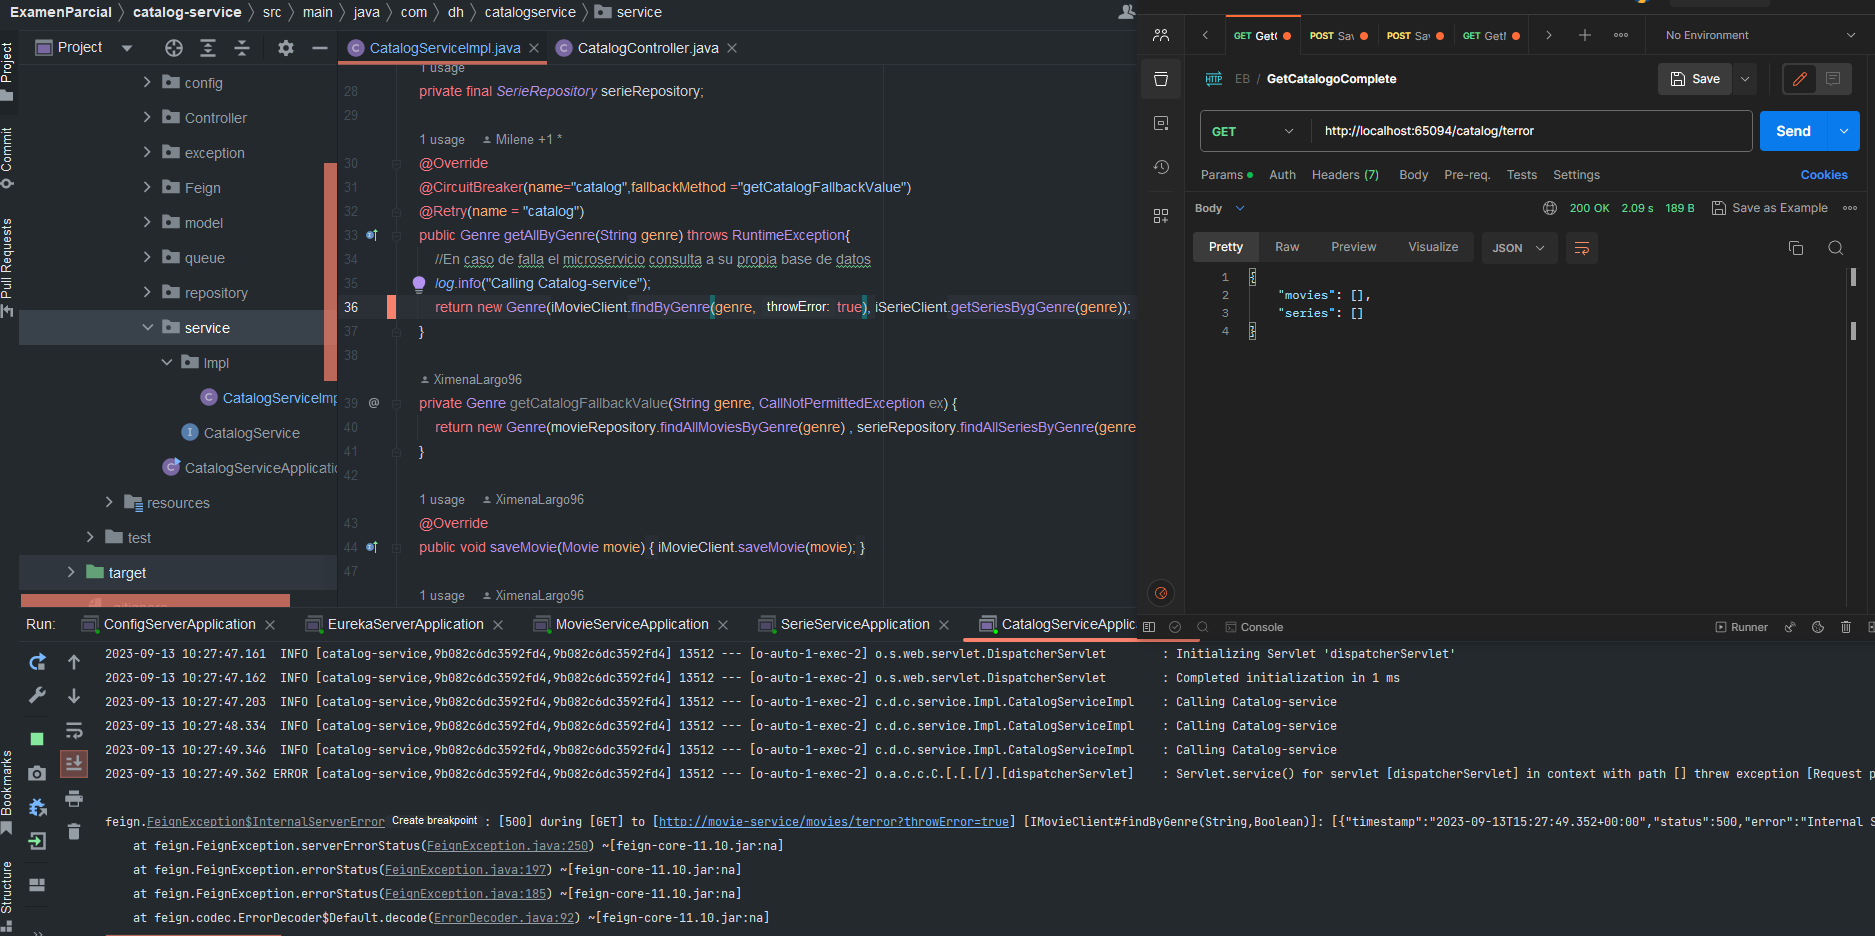 ExamenParcial catalog-service src main java com dh catalogservice service
Project
CatalogServiceImpl.java
CatalogController.java
Project
Commit
Pull Requests
Bookmarks
Structure
config
Controller
exception
Feign
model
queue
repository
service
Impl
CatalogServiceImp
CatalogService
CatalogServiceApplicatio
resources
test
target
.gitignore
1 usage
28 private final SerieRepository serieRepository;
29
1 usage Milene +1 *
30 @Override
31 @CircuitBreaker(name="catalog",fallbackMethod ="getCatalogFallbackValue")
32 @Retry(name = "catalog")
33 public Genre getAllByGenre(String genre) throws RuntimeException{
34 //En caso de falla el microservicio consulta a su propia base de datos
35 log.info("Calling Catalog-service");
36 return new Genre(iMovieClient.findByGenre(genre, throwError: true), iSerieClient.getSeriesBygGenre(genre));
37 }
38
XimenaLargo96
39 @ private Genre getCatalogFallbackValue(String genre, CallNotPermittedException ex) {
40 return new Genre(movieRepository.findAllMoviesByGenre(genre) , serieRepository.findAllSeriesByGenre(genre
41 }
42
1 usage XimenaLargo96
43 @Override
44 public void saveMovie(Movie movie) { iMovieClient.saveMovie(movie); }
47
1 usage XimenaLargo96
GET Get POST Sav POST Sav GET Get No Environment
HTTP EB / GetCatalogoComplete Save
GET http://localhost:65094/catalog/terror Send
Params Auth Headers (7) Body Pre-req. Tests Settings Cookies
Body 200 OK 2.09 s 189 B Save as Example
Pretty Raw Preview Visualize JSON
1 {
2 "movies": [],
3 "series": []
4 }
Console Runner
Run: ConfigServerApplication EurekaServerApplication MovieServiceApplication SerieServiceApplication CatalogServiceApplic
2023-09-13 10:27:47.161 INFO [catalog-service,9b082c6dc3592fd4,9b082c6dc3592fd4] 13512 --- [o-auto-1-exec-2] o.s.web.servlet.DispatcherServlet : Initializing Servlet 'dispatcherServlet'
2023-09-13 10:27:47.162 INFO [catalog-service,9b082c6dc3592fd4,9b082c6dc3592fd4] 13512 --- [o-auto-1-exec-2] o.s.web.servlet.DispatcherServlet : Completed initialization in 1 ms
2023-09-13 10:27:47.203 INFO [catalog-service,9b082c6dc3592fd4,9b082c6dc3592fd4] 13512 --- [o-auto-1-exec-2] c.d.c.service.Impl.CatalogServiceImpl : Calling Catalog-service
2023-09-13 10:27:48.334 INFO [catalog-service,9b082c6dc3592fd4,9b082c6dc3592fd4] 13512 --- [o-auto-1-exec-2] c.d.c.service.Impl.CatalogServiceImpl : Calling Catalog-service
2023-09-13 10:27:49.346 INFO [catalog-service,9b082c6dc3592fd4,9b082c6dc3592fd4] 13512 --- [o-auto-1-exec-2] c.d.c.service.Impl.CatalogServiceImpl : Calling Catalog-service
2023-09-13 10:27:49.362 ERROR [catalog-service,9b082c6dc3592fd4,9b082c6dc3592fd4] 13512 --- [o-auto-1-exec-2] o.a.c.c.C.[.[.[/].[dispatcherServlet] : Servlet.service() for servlet [dispatcherServlet] in context with path [] threw exception [Request p
feign.FeignException$InternalServerError Create breakpoint : [500] during [GET] to [http://movie-service/movies/terror?throwError=true] [IMovieClient#findByGenre(String,Boolean)]: [{"timestamp":"2023-09-13T15:27:49.352+00:00","status":500,"error":"Internal S
at feign.FeignException.serverErrorStatus(FeignException.java:250) ~[feign-core-11.10.jar:na]
at feign.FeignException.errorStatus(FeignException.java:197) ~[feign-core-11.10.jar:na]
at feign.FeignException.errorStatus(FeignException.java:185) ~[feign-core-11.10.jar:na]
at feign.codec.ErrorDecoder$Default.decode(ErrorDecoder.java:92) ~[feign-core-11.10.jar:na]